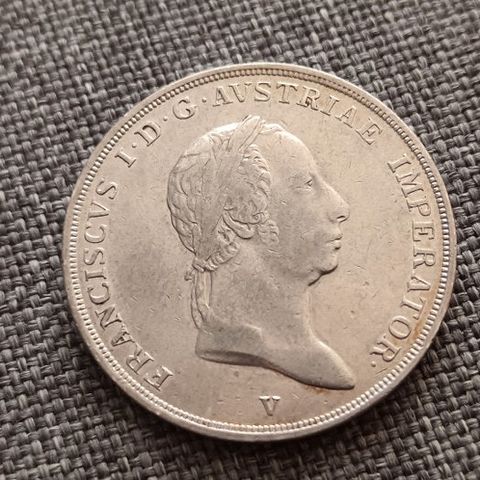 FRANCISCVS I·D·G·AVSTRIAE IMPERATOR·
V